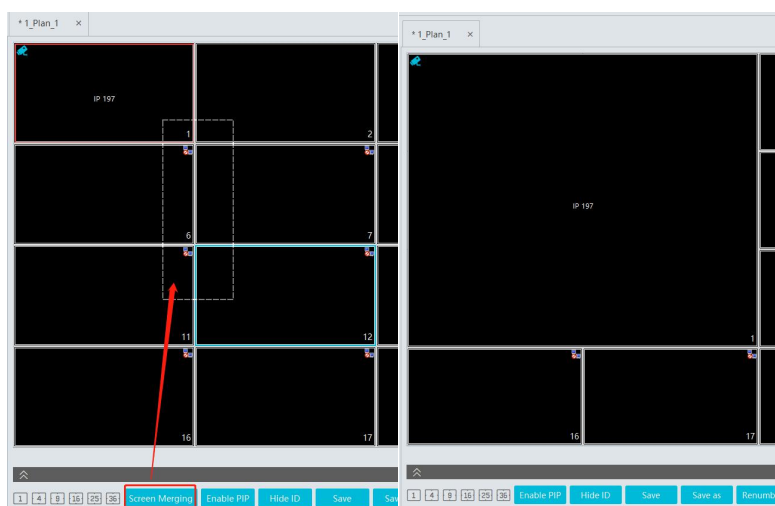 * 1_Plan_1 ×
IP 197
1 2
6 7
11 12
16 17
1 4 9 16 25 36 Screen Merging Enable PIP Hide ID Save
* 1_Plan_1 ×
IP 197
1
16 17
1 4 9 16 25 36 Enable PIP Hide ID Save Save as